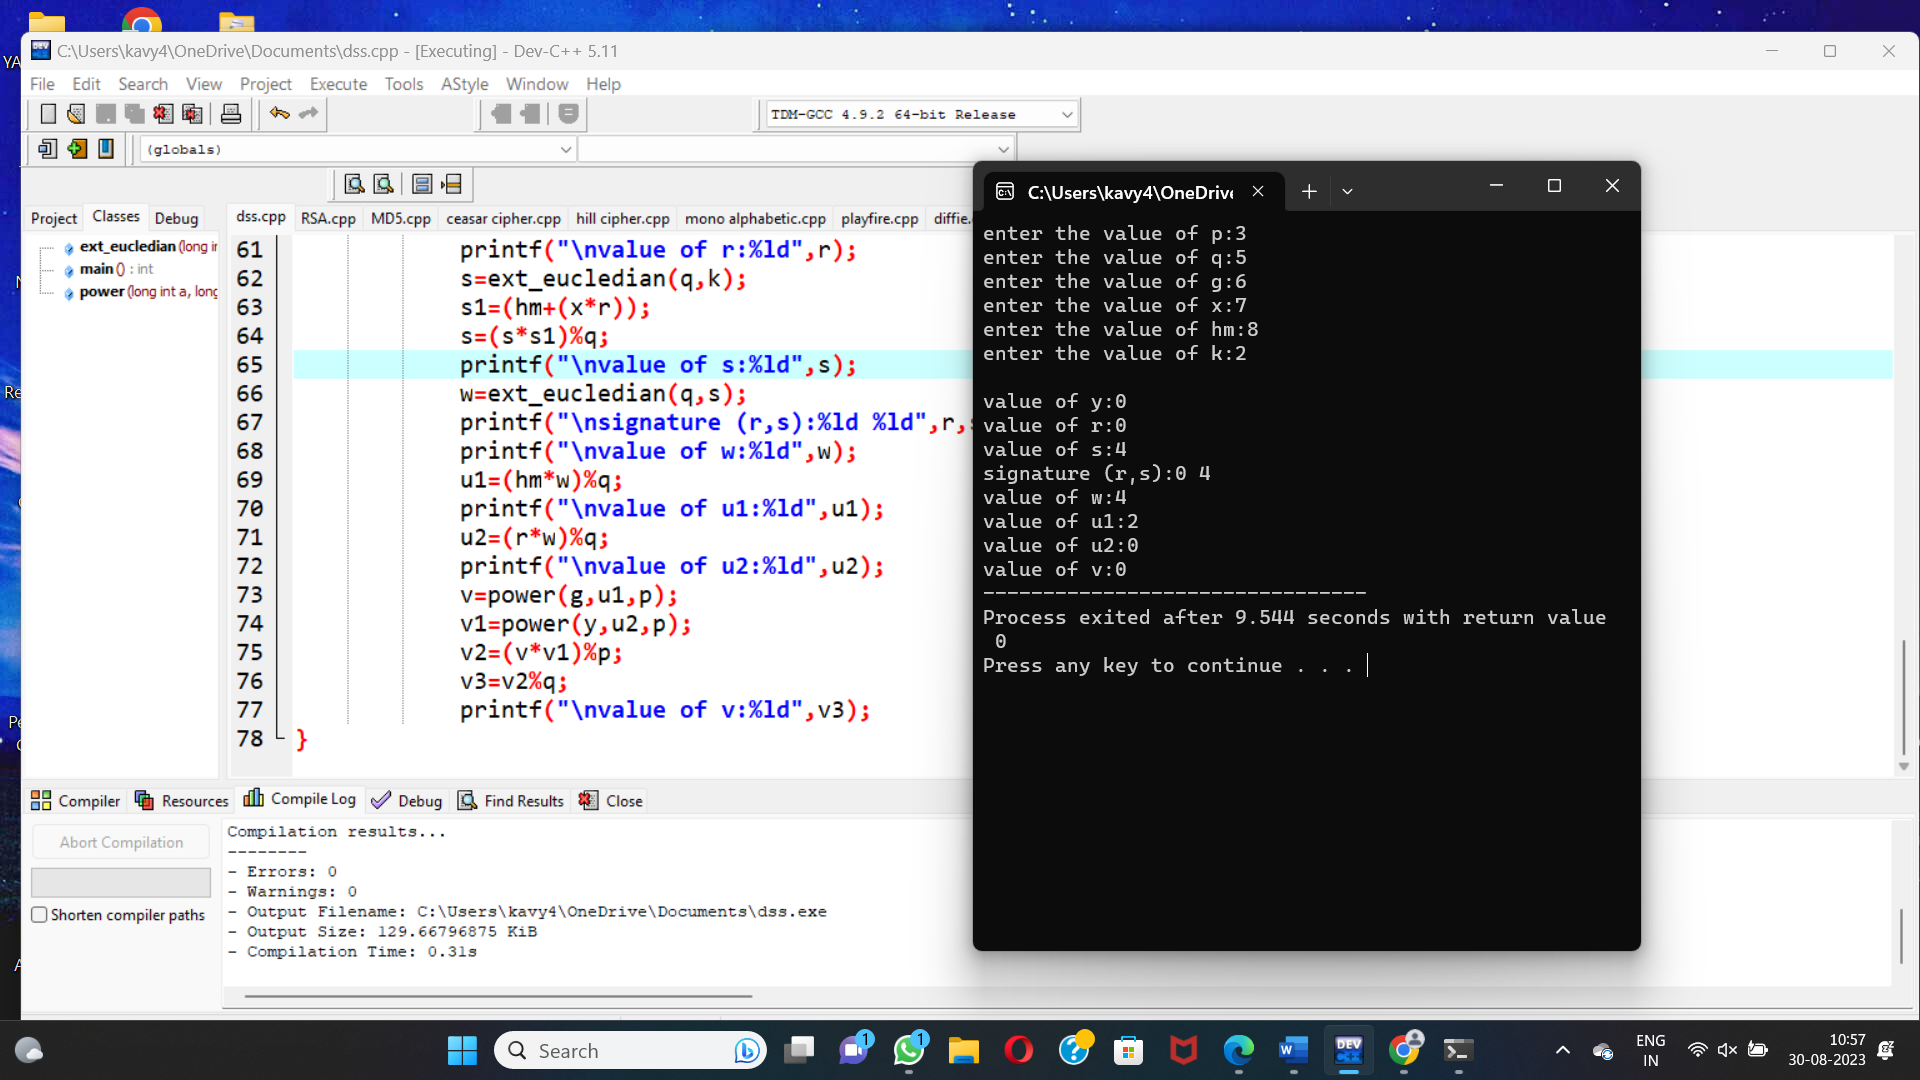 C:\Users\kavy4\OneDrive\Documents\dss.cpp - [Executing] - Dev-C++ 5.11
File Edit Search View Project Execute Tools AStyle Window Help
TDM-GCC 4.9.2 64-bit Release
(globals)
Project Classes Debug
dss.cpp RSA.cpp MD5.cpp ceasar cipher.cpp hill cipher.cpp mono alphabetic.cpp playfire.cpp diffie.c
ext_eucledian (long ir
main () : int
power (long int a, long
61 printf("\nvalue of r:%ld",r);
62 s=ext_eucledian(q,k);
63 s1=(hm+(x*r));
64 s=(s*s1)%q;
65 printf("\nvalue of s:%ld",s);
66 w=ext_eucledian(q,s);
67 printf("\nsignature (r,s):%ld %ld",r,s
68 printf("\nvalue of w:%ld",w);
69 u1=(hm*w)%q;
70 printf("\nvalue of u1:%ld",u1);
71 u2=(r*w)%q;
72 printf("\nvalue of u2:%ld",u2);
73 v=power(g,u1,p);
74 v1=power(y,u2,p);
75 v2=(v*v1)%p;
76 v3=v2%q;
77 printf("\nvalue of v:%ld",v3);
78 }
C:\Users\kavy4\OneDrive
enter the value of p:3
enter the value of q:5
enter the value of g:6
enter the value of x:7
enter the value of hm:8
enter the value of k:2
value of y:0
value of r:0
value of s:4
signature (r,s):0 4
value of w:4
value of u1:2
value of u2:0
value of v:0
--------------------------------
Process exited after 9.544 seconds with return value
0
Press any key to continue . . .
Compiler Resources Compile Log Debug Find Results Close
Abort Compilation
Shorten compiler paths
Compilation results...
--------
- Errors: 0
- Warnings: 0
- Output Filename: C:\Users\kavy4\OneDrive\Documents\dss.exe
- Output Size: 129.66796875 KiB
- Compilation Time: 0.31s
Search
1
1
DEV C++
ENG
IN
10:57
30-08-2023